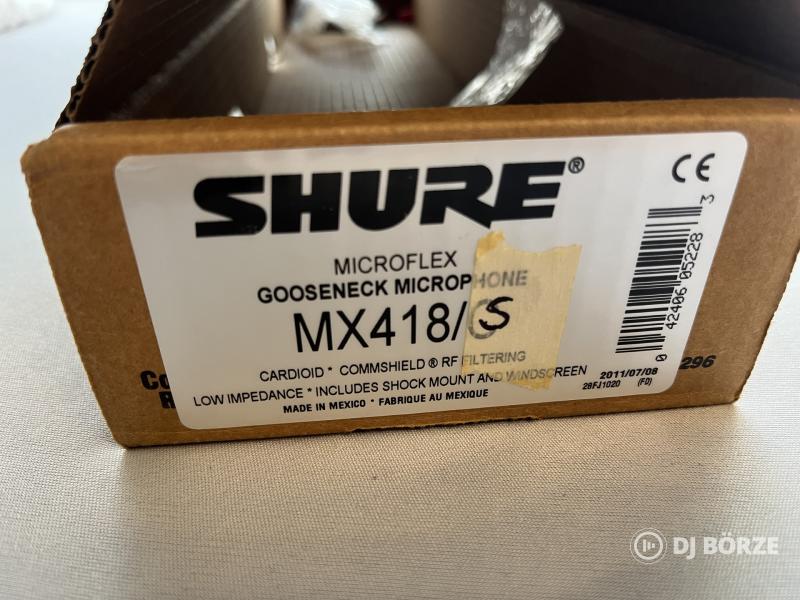 SHURE®
MICROFLEX
GOOSENECK MICROPHONE
MX418/S
CARDIOID * COMMSHIELD ® RF FILTERING
LOW IMPEDANCE * INCLUDES SHOCK MOUNT AND WINDSCREEN
MADE IN MEXICO * FABRIQUE AU MEXIQUE
CE
0 42406 05228 3
2011/07/08
28FJ1020 (FD)
296
DJ BÖRZE